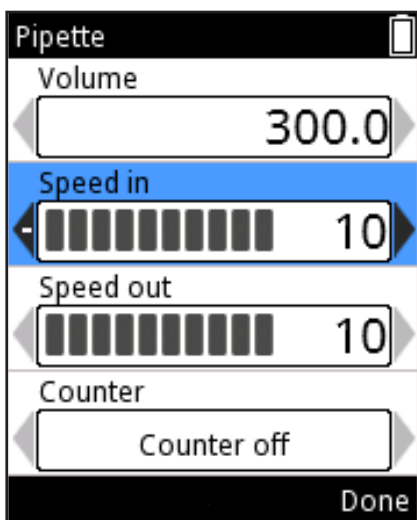 Pipette
Volume
300.0
Speed in
- 10
Speed out
10
Counter
Counter off
Done